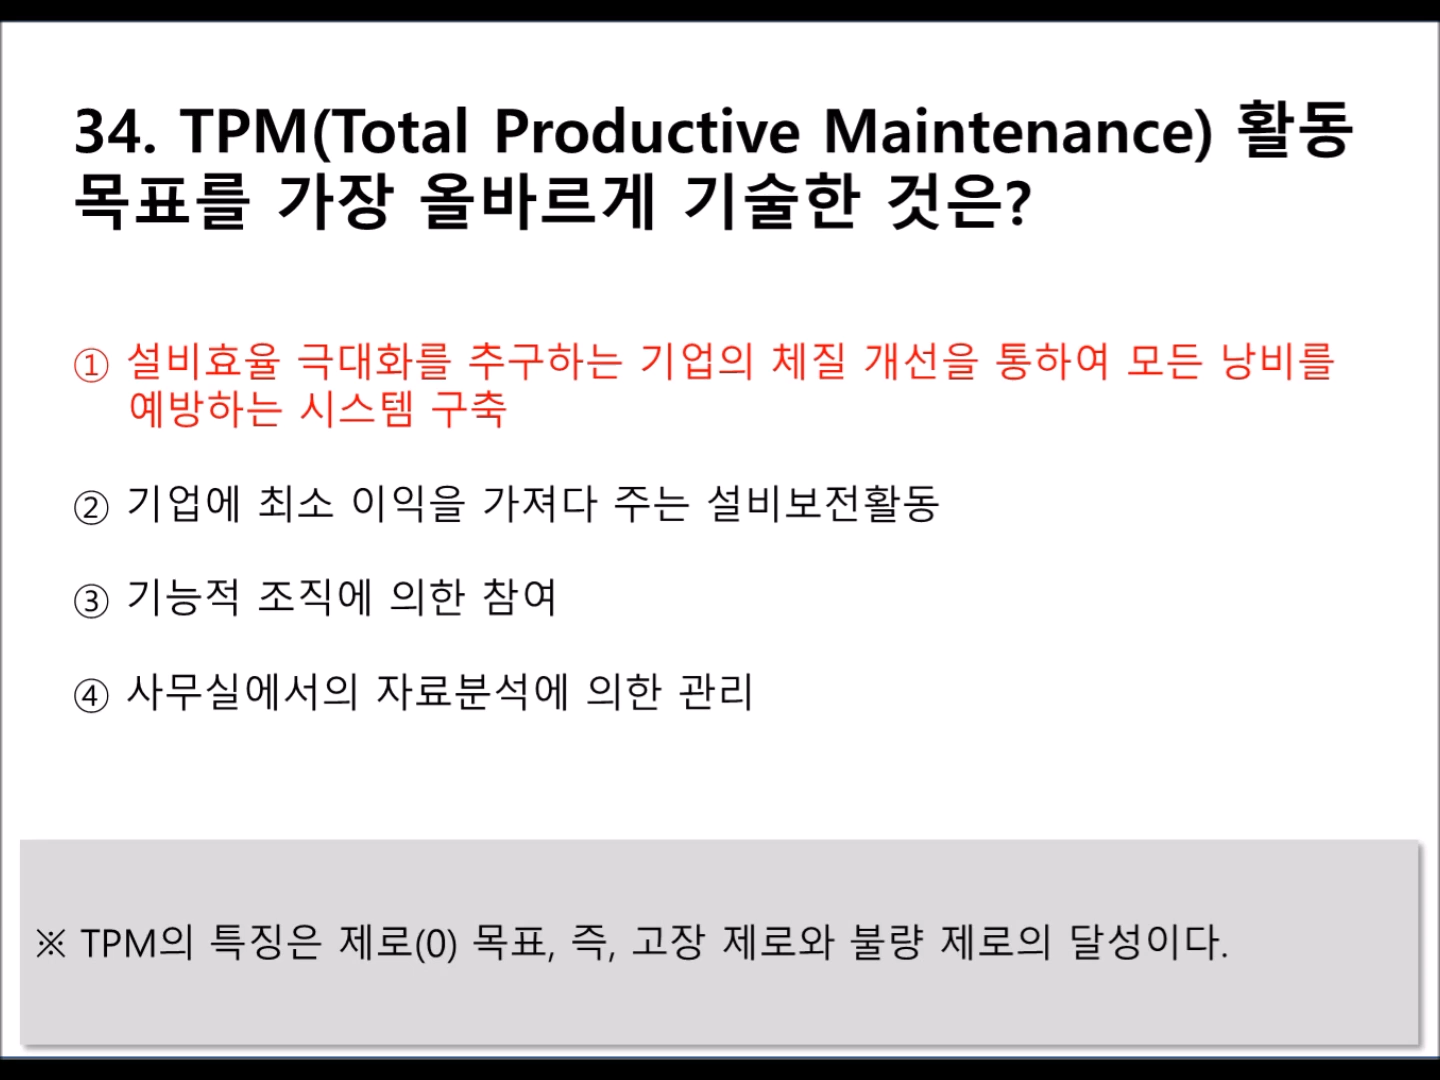 34. TPM(Total Productive Maintenance) 활동
목표를 가장 올바르게 기술한 것은?
① 설비효율 극대화를 추구하는 기업의 체질 개선을 통하여 모든 낭비를
예방하는 시스템 구축
② 기업에 최소 이익을 가져다 주는 설비보전활동
③ 기능적 조직에 의한 참여
④ 사무실에서의 자료분석에 의한 관리
※ TPM의 특징은 제로(0) 목표, 즉, 고장 제로와 불량 제로의 달성이다.